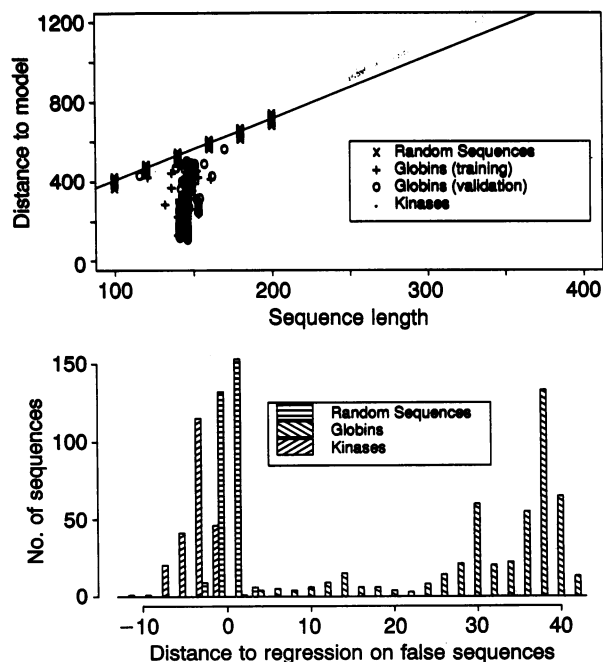 1200
800
400
0
Distance to model
x Random Sequences
+ Globins (training)
o Globins (validation)
. Kinases
100
200
300
400
Sequence length
150
100
50
0
No. of sequences
Random Sequences
Globins
Kinases
−10
0
10
20
30
40
Distance to regression on false sequences